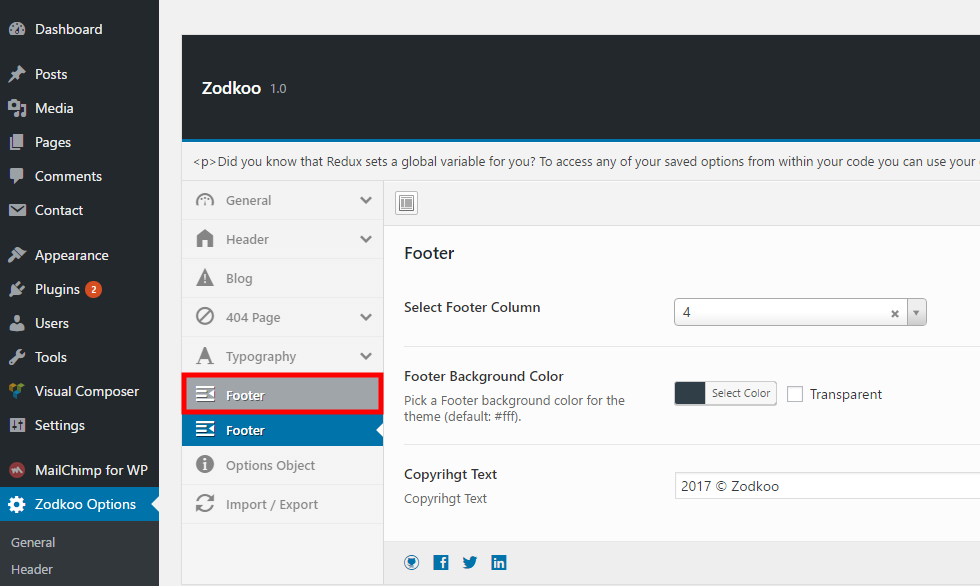 Dashboard
Posts
Media
Pages
Comments
Contact
Appearance
Plugins 2
Users
Tools
Visual Composer
Settings
MailChimp for WP
Zodkoo Options
General
Header
Zodkoo 1.0
<p>Did you know that Redux sets a global variable for you? To access any of your saved options from within your code you can use your
General
Header
Blog
404 Page
Typography
Footer
Footer
Options Object
Import / Export
Footer
Select Footer Column
4
Footer Background Color
Pick a Footer background color for the
theme (default: #fff).
Select Color
Transparent
Copyrihgt Text
Copyrihgt Text
2017 © Zodkoo